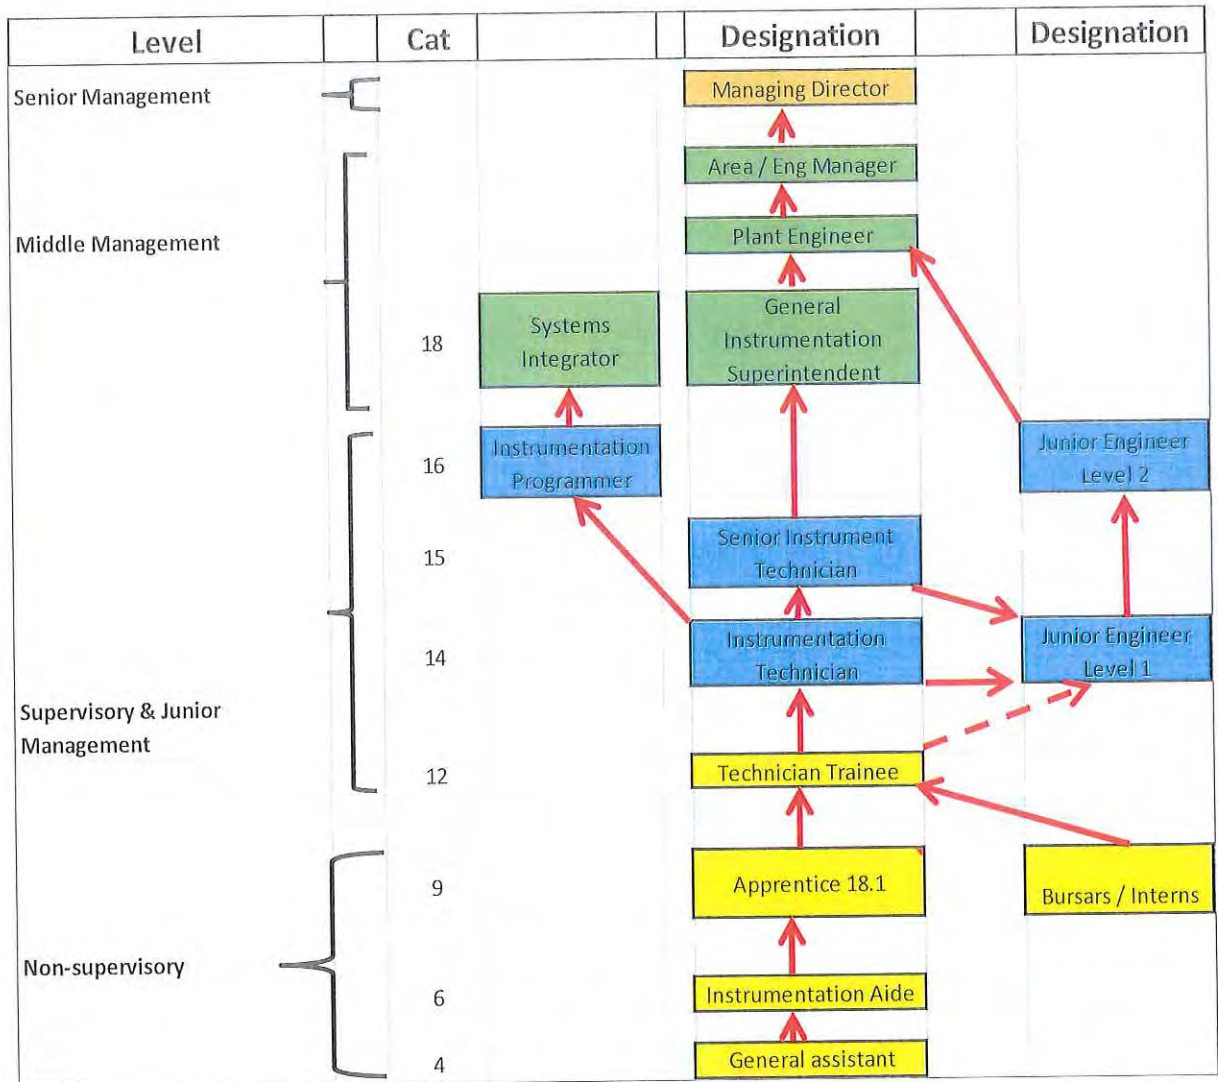 Level Cat Designation Designation
Senior Management
Managing Director
Area / Eng Manager
Middle Management
Plant Engineer
18
Systems
Integrator
General
Instrumentation
Superintendent
16
Instrumentation
Programmer
Junior Engineer
Level 2
15
Senior Instrument
Technician
14
Instrumentation
Technician
Junior Engineer
Level 1
Supervisory & Junior
Management
12
Technician Trainee
9
Apprentice 18.1
Bursars / Interns
Non-supervisory
6
Instrumentation Aide
4
General assistant